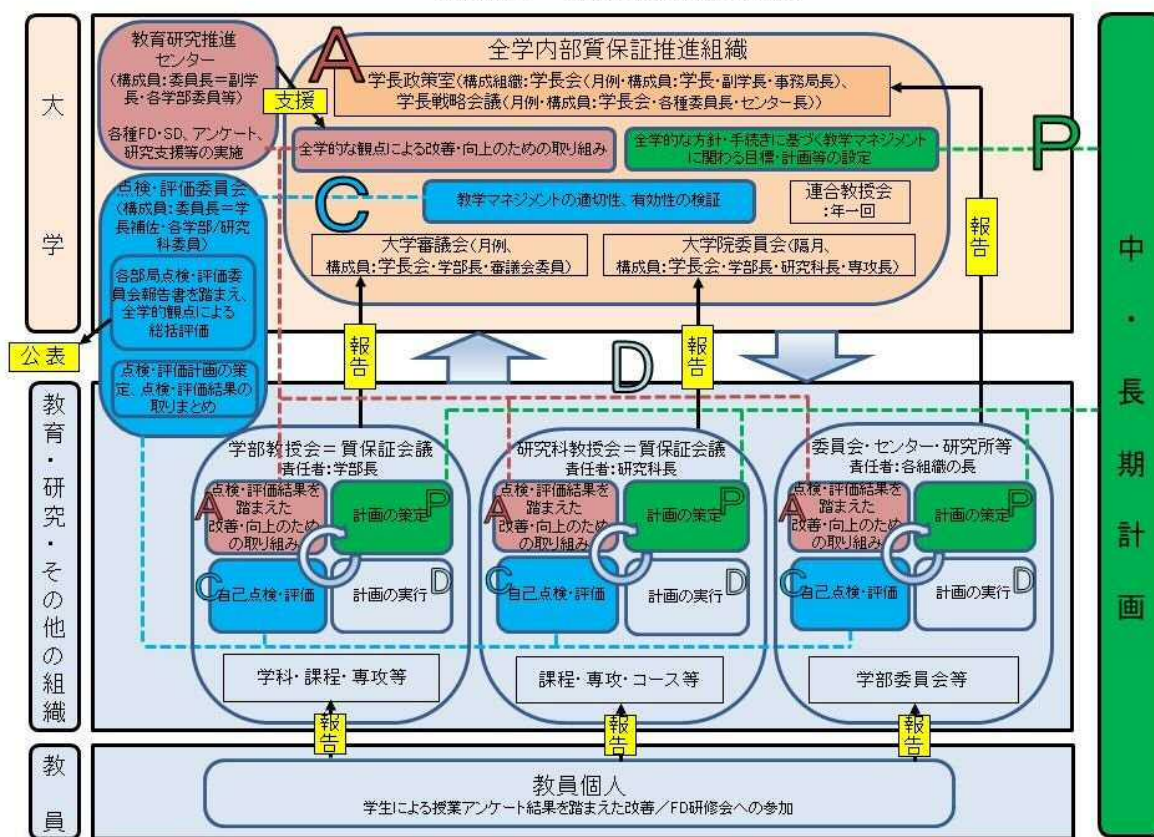 大
学
教育研究推進
センター
(構成員:委員長=副学
長・各学部委員等)
各種FD・SD、アンケート、
研究支援等の実施
支援
点検・評価委員会
(構成員:委員長=学
長補佐・各学部/研究
科委員)
各部局点検・評価委
員会報告書を踏まえ、
全学的観点による
総括評価
点検・評価計画の策
定、点検・評価結果の
取りまとめ
公表
全学内部質保証推進組織
A
学長政策室(構成組織:学長会(月例・構成員:学長・副学長・事務局長)、
学長戦略会議(月例・構成員:学長会・各種委員長・センター長))
全学的な観点による改善・向上のための取り組み
全学的な方針・手続きに基づく教学マネジメント
に関わる目標・計画等の設定
P
C
教学マネジメントの適切性、有効性の検証
連合教授会
:年一回
大学審議会(月例、
構成員:学長会・学部長・審議会委員)
大学院委員会(隔月、
構成員:学長会・学部長・研究科長・専攻長)
報告
報告
報告
D
中・長期計画
教育・研究・その他の組織
学部教授会=質保証会議
責任者:学部長
A
点検・評価結果を
踏まえた
改善・向上のため
の取り組み
計画の策定
P
C
自己点検・評価
計画の実行
D
学科・課程・専攻等
研究科教授会=質保証会議
責任者:研究科長
A
点検・評価結果を
踏まえた
改善・向上のため
の取り組み
計画の策定
P
C
自己点検・評価
計画の実行
D
課程・専攻・コース等
委員会・センター・研究所等
責任者:各組織の長
A
点検・評価結果を
踏まえた
改善・向上のため
の取り組み
計画の策定
P
C
自己点検・評価
計画の実行
D
学部委員会等
報告
報告
報告
教員
教員個人
学生による授業アンケート結果を踏まえた改善/FD研修会への参加